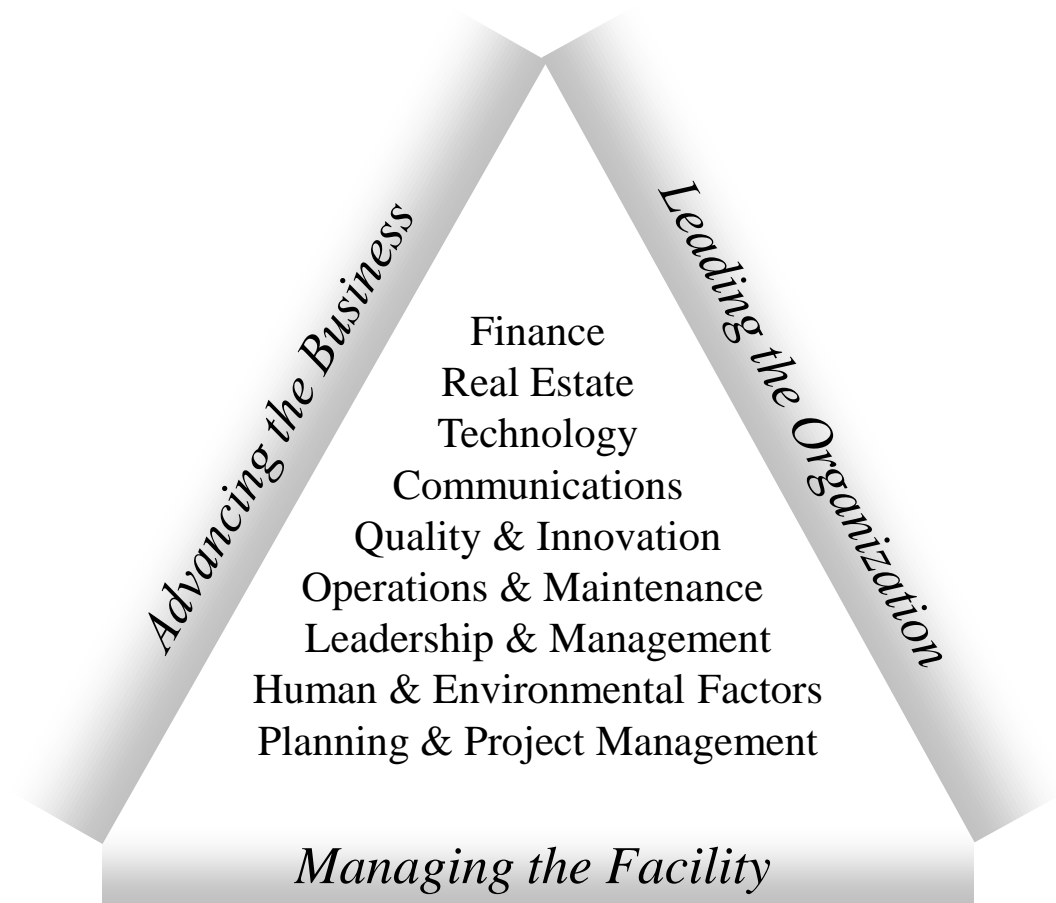 Advancing the Business
Leading the Organization
Finance
Real Estate
Technology
Communications
Quality & Innovation
Operations & Maintenance
Leadership & Management
Human & Environmental Factors
Planning & Project Management
Managing the Facility